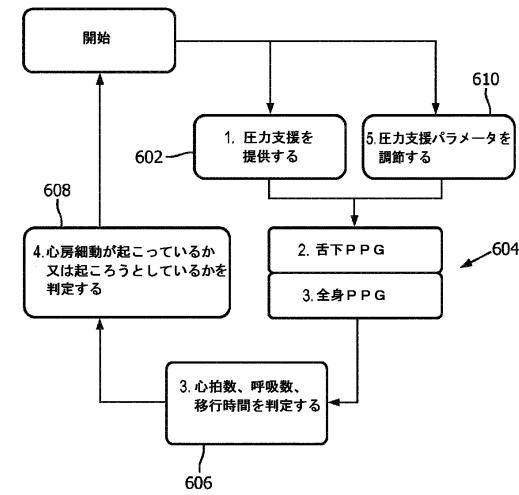 開始
610
1. 圧力支援を
提供する
602
5. 圧力支援パラメータを
調節する
608
4. 心房細動が起こっているか
又は起ころうとしているかを
判定する
2. 舌下ＰＰＧ
604
3. 全身ＰＰＧ
3. 心拍数、呼吸数、
移行時間を判定する
606